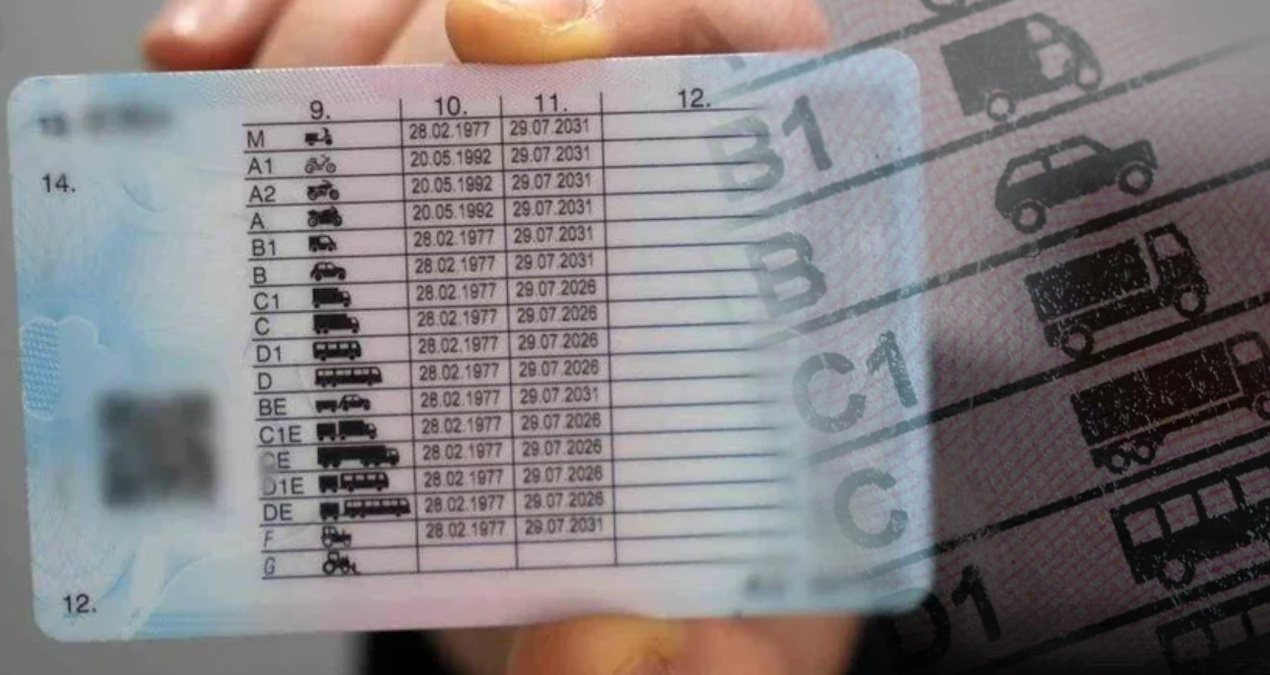 9. 10. 11. 12.
14.
M 28.02.1977 29.07.2031
A1 20.05.1992 29.07.2031
A2 20.05.1992 29.07.2031
A 20.05.1992 29.07.2031
B1 28.02.1977 29.07.2031
B 28.02.1977 29.07.2031
C1 28.02.1977 29.07.2026
C 28.02.1977 29.07.2026
D1 28.02.1977 29.07.2026
D 28.02.1977 29.07.2026
BE 28.02.1977 29.07.2031
C1E 28.02.1977 29.07.2026
CE 28.02.1977 29.07.2026
D1E 28.02.1977 29.07.2026
DE 28.02.1977 29.07.2026
F 28.02.1977 29.07.2031
G
12.
B1
B
C1
C
D1